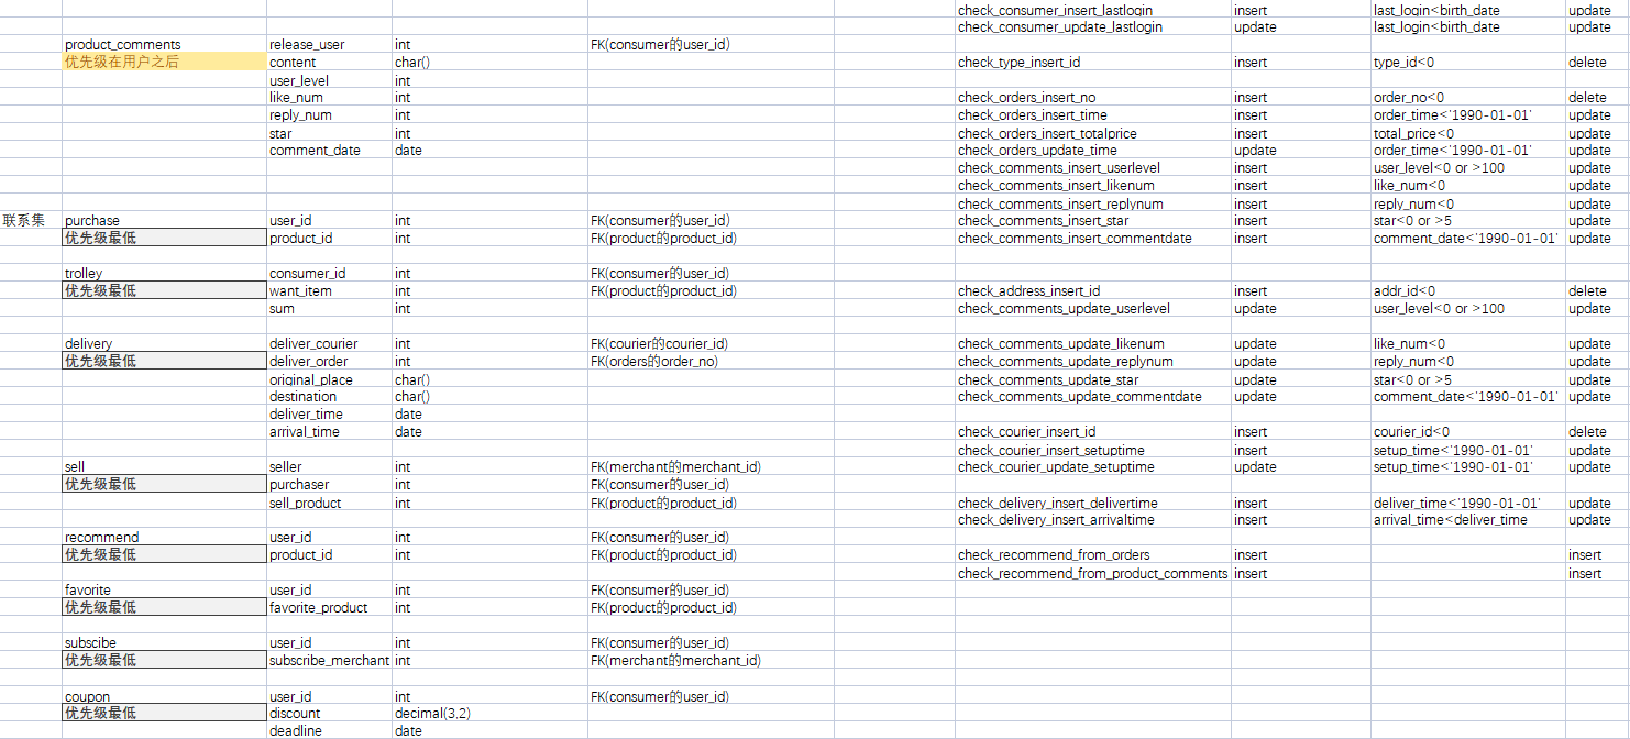 check_consumer_insert_lastlogin insert last_login<birth_date update
check_consumer_update_lastlogin update last_login<birth_date update
product_comments release_user int FK(consumer的user_id)
优先级在用户之后 content char() check_type_insert_id insert type_id<0 delete
user_level int
like_num int check_orders_insert_no insert order_no<0 delete
reply_num int check_orders_insert_time insert order_time<'1990-01-01' update
star int check_orders_insert_totalprice insert total_price<0 update
comment_date date check_orders_update_time update order_time<'1990-01-01' update
check_comments_insert_userlevel insert user_level<0 or >100 update
check_comments_insert_likenum insert like_num<0 update
check_comments_insert_replynum insert reply_num<0 update
联系集 purchase user_id int FK(consumer的user_id) check_comments_insert_star insert star<0 or >5 update
优先级最低 product_id int FK(product的product_id) check_comments_insert_commentdate insert comment_date<'1990-01-01' update
trolley consumer_id int FK(consumer的user_id)
优先级最低 want_item int FK(product的product_id) check_address_insert_id insert addr_id<0 delete
sum int check_comments_update_userlevel update user_level<0 or >100 update
delivery deliver_courier int FK(courier的courier_id) check_comments_update_likenum update like_num<0 update
优先级最低 deliver_order int FK(orders的order_no) check_comments_update_replynum update reply_num<0 update
original_place char() check_comments_update_star update star<0 or >5 update
destination char() check_comments_update_commentdate update comment_date<'1990-01-01' update
deliver_time date
arrival_time date check_courier_insert_id insert courier_id<0 delete
check_courier_insert_setuptime insert setup_time<'1990-01-01' update
sell seller int FK(merchant的merchant_id) check_courier_update_setuptime update setup_time<'1990-01-01' update
优先级最低 purchaser int FK(consumer的user_id)
sell_product int FK(product的product_id) check_delivery_insert_delivertime insert deliver_time<'1990-01-01' update
check_delivery_insert_arrivaltime insert arrival_time<deliver_time update
recommend user_id int FK(consumer的user_id)
优先级最低 product_id int FK(product的product_id) check_recommend_from_orders insert insert
check_recommend_from_product_comments insert insert
favorite user_id int FK(consumer的user_id)
优先级最低 favorite_product int FK(product的product_id)
subscibe user_id int FK(consumer的user_id)
优先级最低 subscribe_merchant int FK(merchant的merchant_id)
coupon user_id int FK(consumer的user_id)
优先级最低 discount decimal(3,2)
deadline date